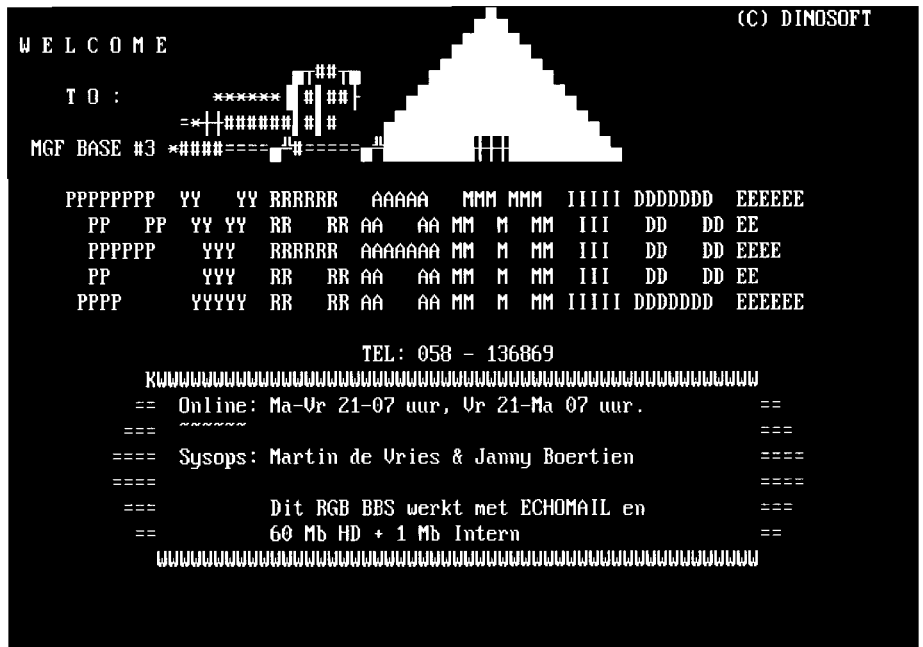 (C) DINOSOFT
W E L C O M E
┬##┬
T O : ****** # ##├
=*┼┼###### # #
MGF BASE #3 *####====╩#=====╩ ┼┼┼
PPPPPPPP YY YY RRRRRR AAAAA MMM MMM IIIII DDDDDDD EEEEEE
PP PP YY YY RR RR AA AA MM M MM III DD DD EE
PPPPPP YYY RRRRRR AAAAAAA MM M MM III DD DD EEEE
PP YYY RR RR AA AA MM M MM III DD DD EE
PPPP YYYYY RR RR AA AA MM M MM IIIII DDDDDDD EEEEEE
TEL: 058 - 136869
KWWWWWWWWWWWWWWWWWWWWWWWWWWWWWWWWWWWWWWWWWWWWWWWWWWWWW
== Online: Ma-Vr 21-07 uur, Vr 21-Ma 07 uur. ==
=== ~~~~~~ ===
==== Sysops: Martin de Vries & Janny Boertien ====
==== ====
=== Dit RGB BBS werkt met ECHOMAIL en ===
== 60 Mb HD + 1 Mb Intern ==
WWWWWWWWWWWWWWWWWWWWWWWWWWWWWWWWWWWWWWWWWWWWWWWWWWWWW